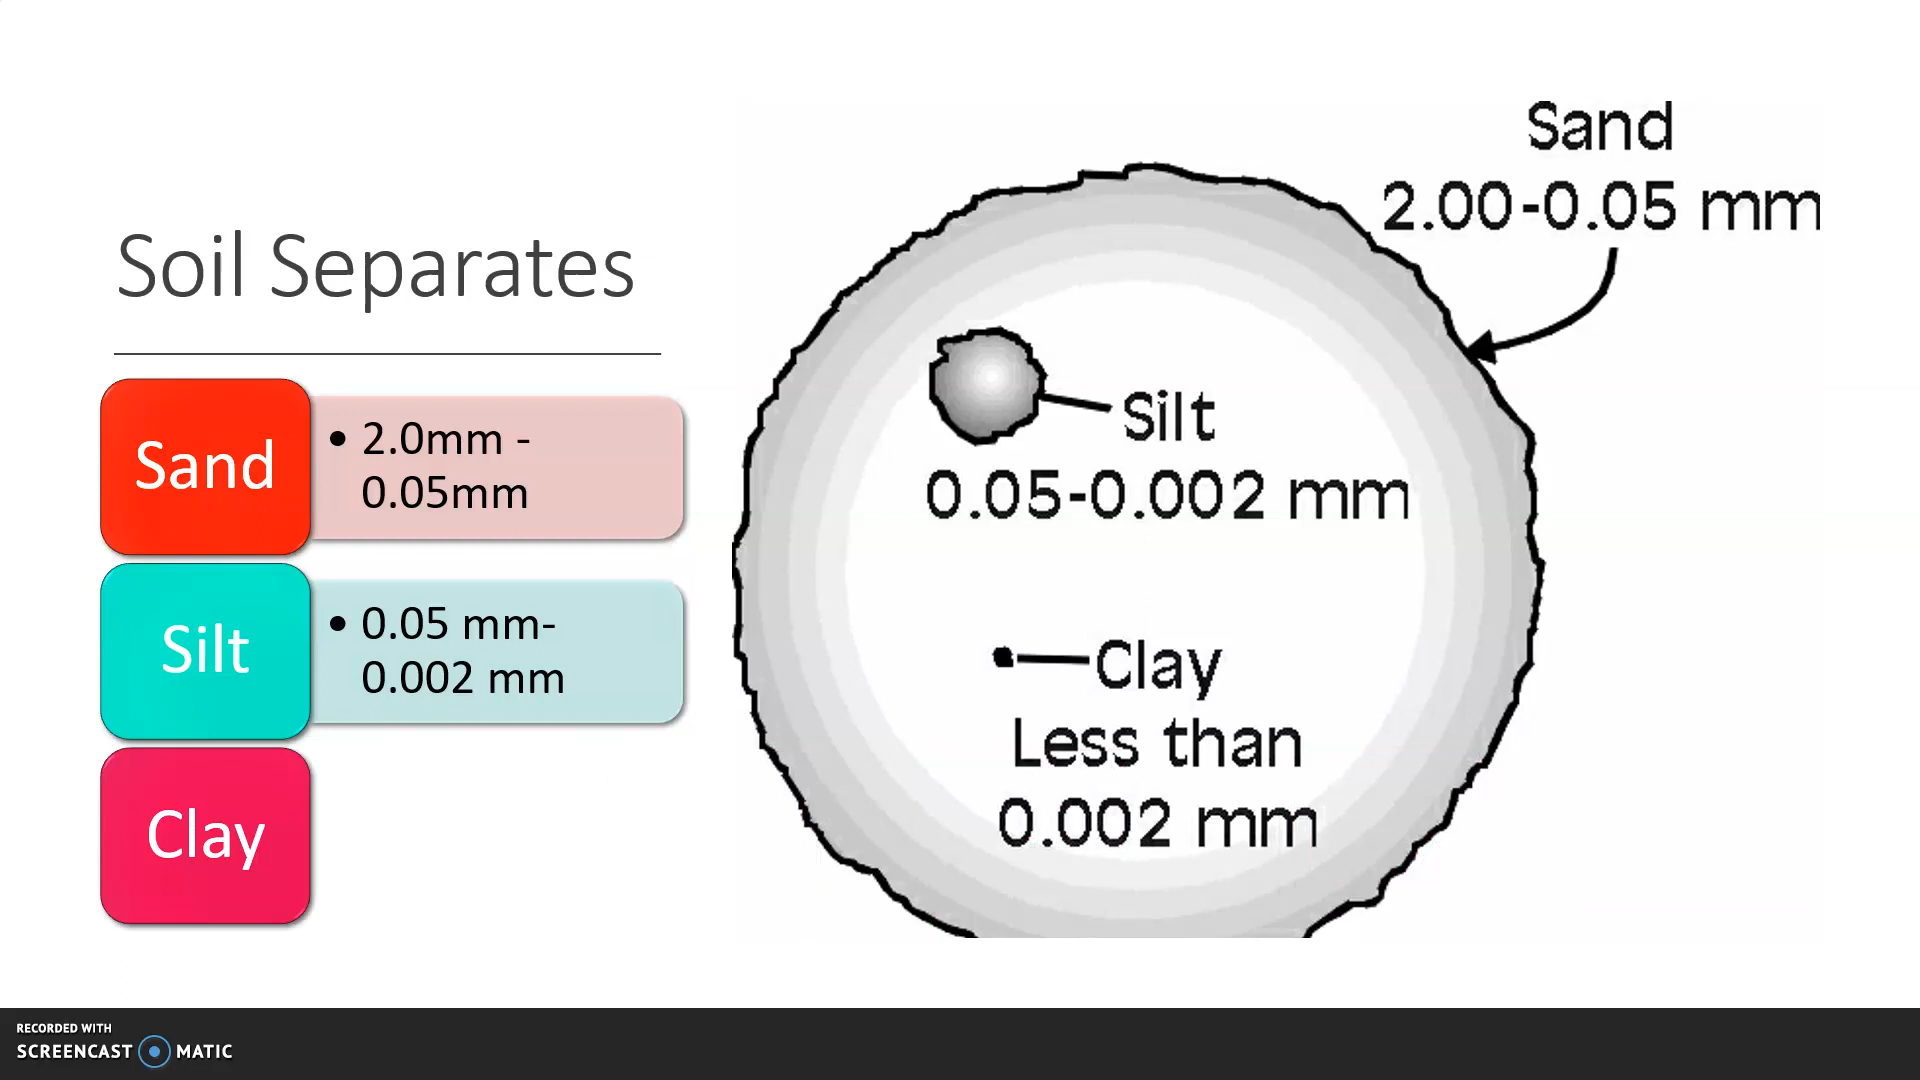 Soil Separates
Sand
• 2.0mm -
0.05mm
Silt
• 0.05 mm-
0.002 mm
Clay
Sand
2.00-0.05 mm
Silt
0.05-0.002 mm
Clay
Less than
0.002 mm
RECORDED WITH
SCREENCAST MATIC